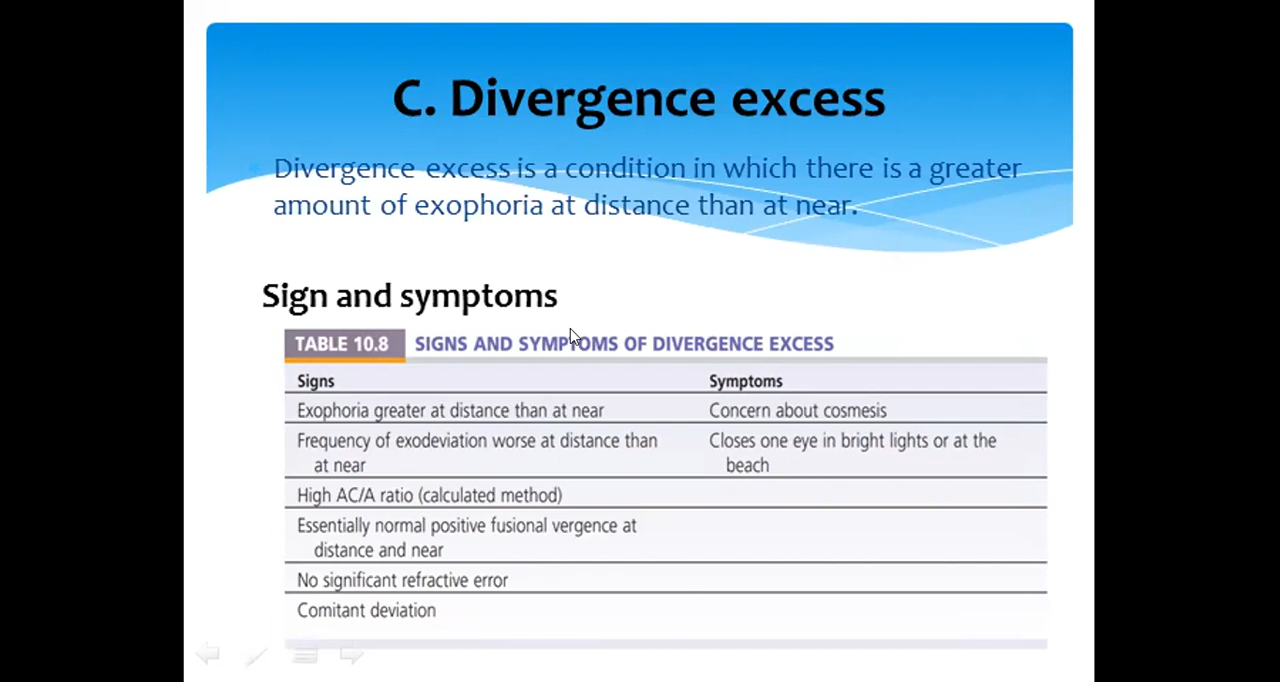 C. Divergence excess
Divergence excess is a condition in which there is a greater
amount of exophoria at distance than at near.
Sign and symptoms
TABLE 10.8 SIGNS AND SYMPTOMS OF DIVERGENCE EXCESS
Signs Symptoms
Exophoria greater at distance than at near Concern about cosmesis
Frequency of exodeviation worse at distance than Closes one eye in bright lights or at the
at near beach
High AC/A ratio (calculated method)
Essentially normal positive fusional vergence at
distance and near
No significant refractive error
Comitant deviation